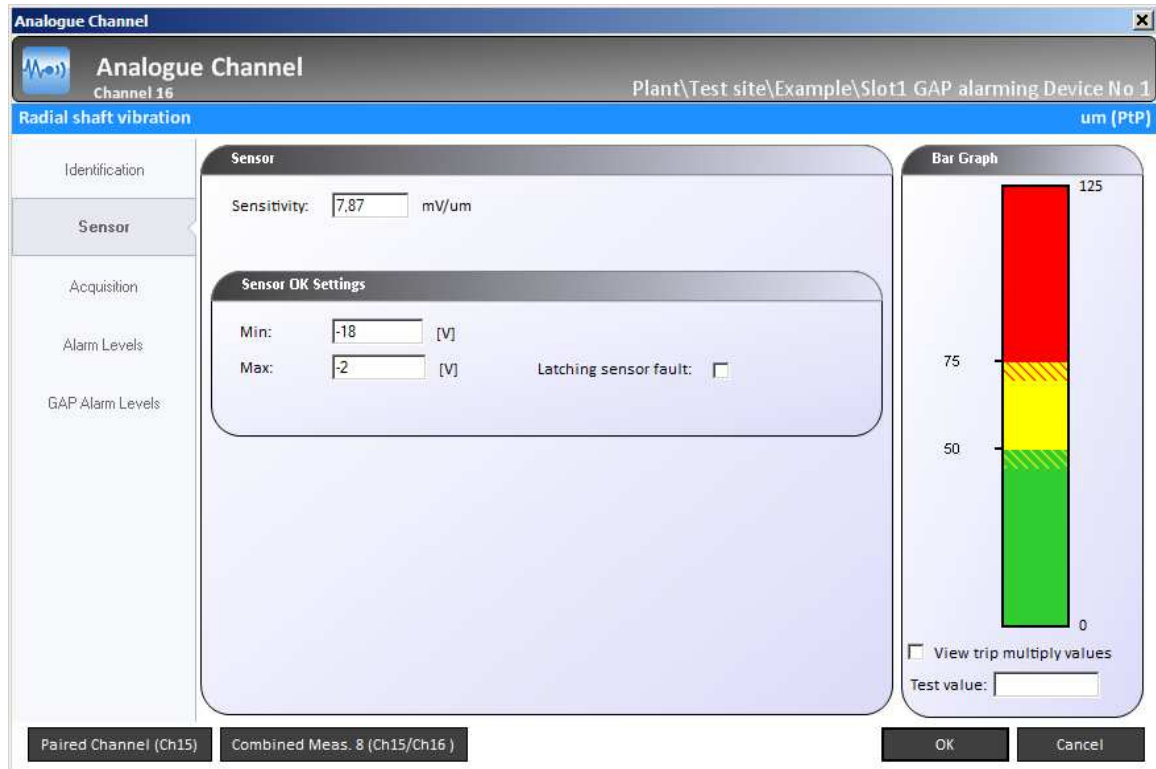 Analogue Channel
Analogue Channel
Channel 16
Plant\Test site\Example\Slot1 GAP alarming Device No 1
Radial shaft vibration um (PtP)
Identification
Sensor
Acquisition
Alarm Levels
GAP Alarm Levels
Sensor
Sensitivity: 7,87 mV/um
Sensor OK Settings
Min: -18 [V]
Max: -2 [V] Latching sensor fault:
Bar Graph
125
75
50
0
View trip multiply values
Test value:
Paired Channel (Ch15) Combined Meas. 8 (Ch15/Ch16 ) OK Cancel